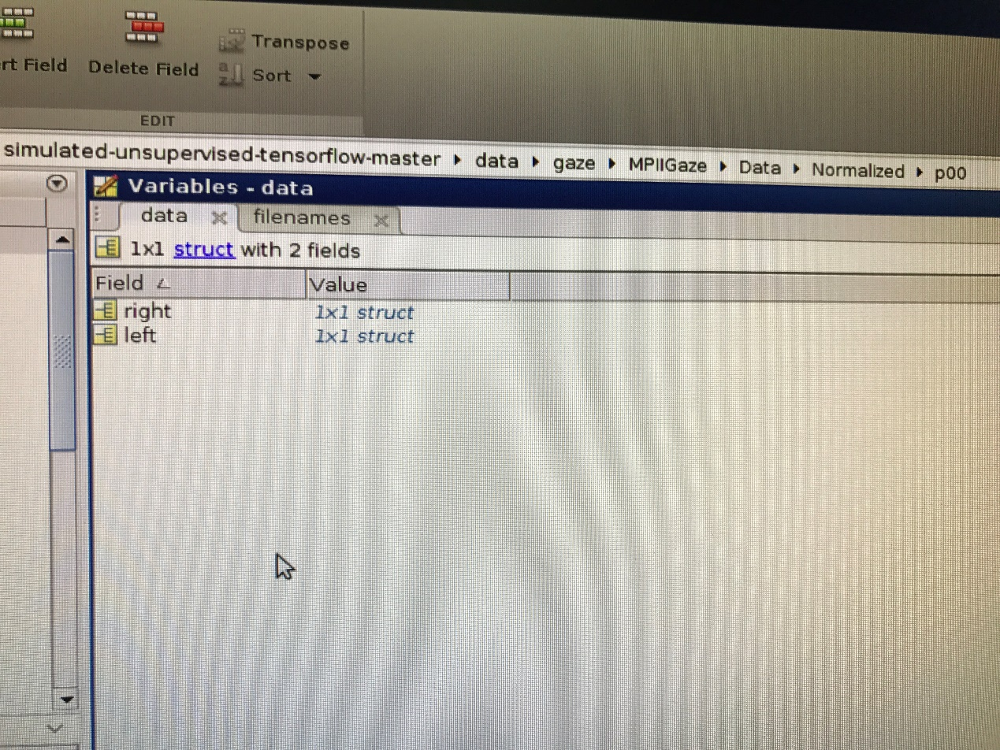 rt Field
Delete Field
Transpose
Sort
EDIT
simulated-unsupervised-tensorflow-master data gaze MPIIGaze Data Normalized p00
Variables - data
data filenames
1x1 struct with 2 fields
Field Value
right 1x1 struct
left 1x1 struct